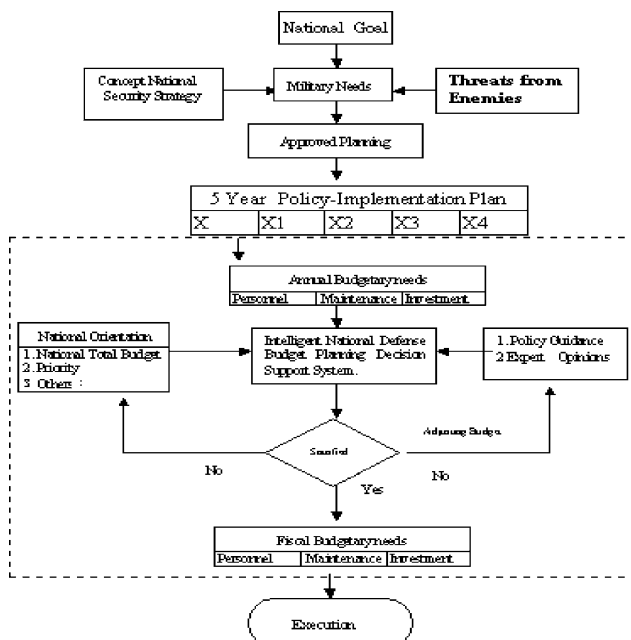 National Goal
Concept National
Security Strategy
Military Needs
Threats from
Enemies
Approved Planning
5 Year Policy-Implementation Plan
X X1 X2 X3 X4
Annual Budgetary needs
Personnel Maintenance Investment
National Orientation
1. National Total Budget
2. Priority
3 Others :
Intelligent National Defense
Budget Planning Decision
Support System.
1. Policy Guidance
2 Expert Opinions
Satisfied
Adjusting Budget
No
Yes
No
Fiscal Budgetary needs
Personnel Maintenance Investment
Execution